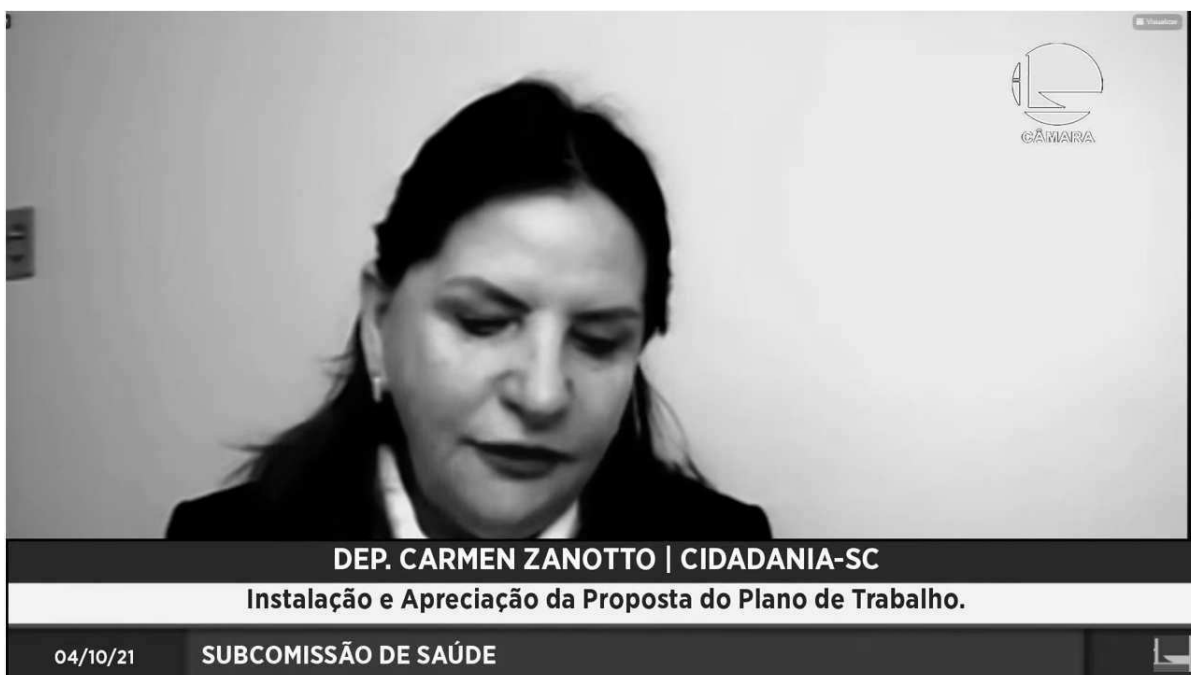 Visualizar
CÂMARA
DEP. CARMEN ZANOTTO | CIDADANIA-SC
Instalação e Apreciação da Proposta do Plano de Trabalho.
04/10/21
SUBCOMISSÃO DE SAÚDE